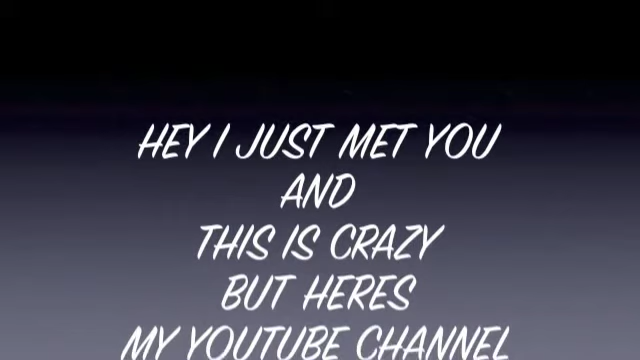 HEY I JUST MET YOU
AND
THIS IS CRAZY
BUT HERES
MY YOUTUBE CHANNEL